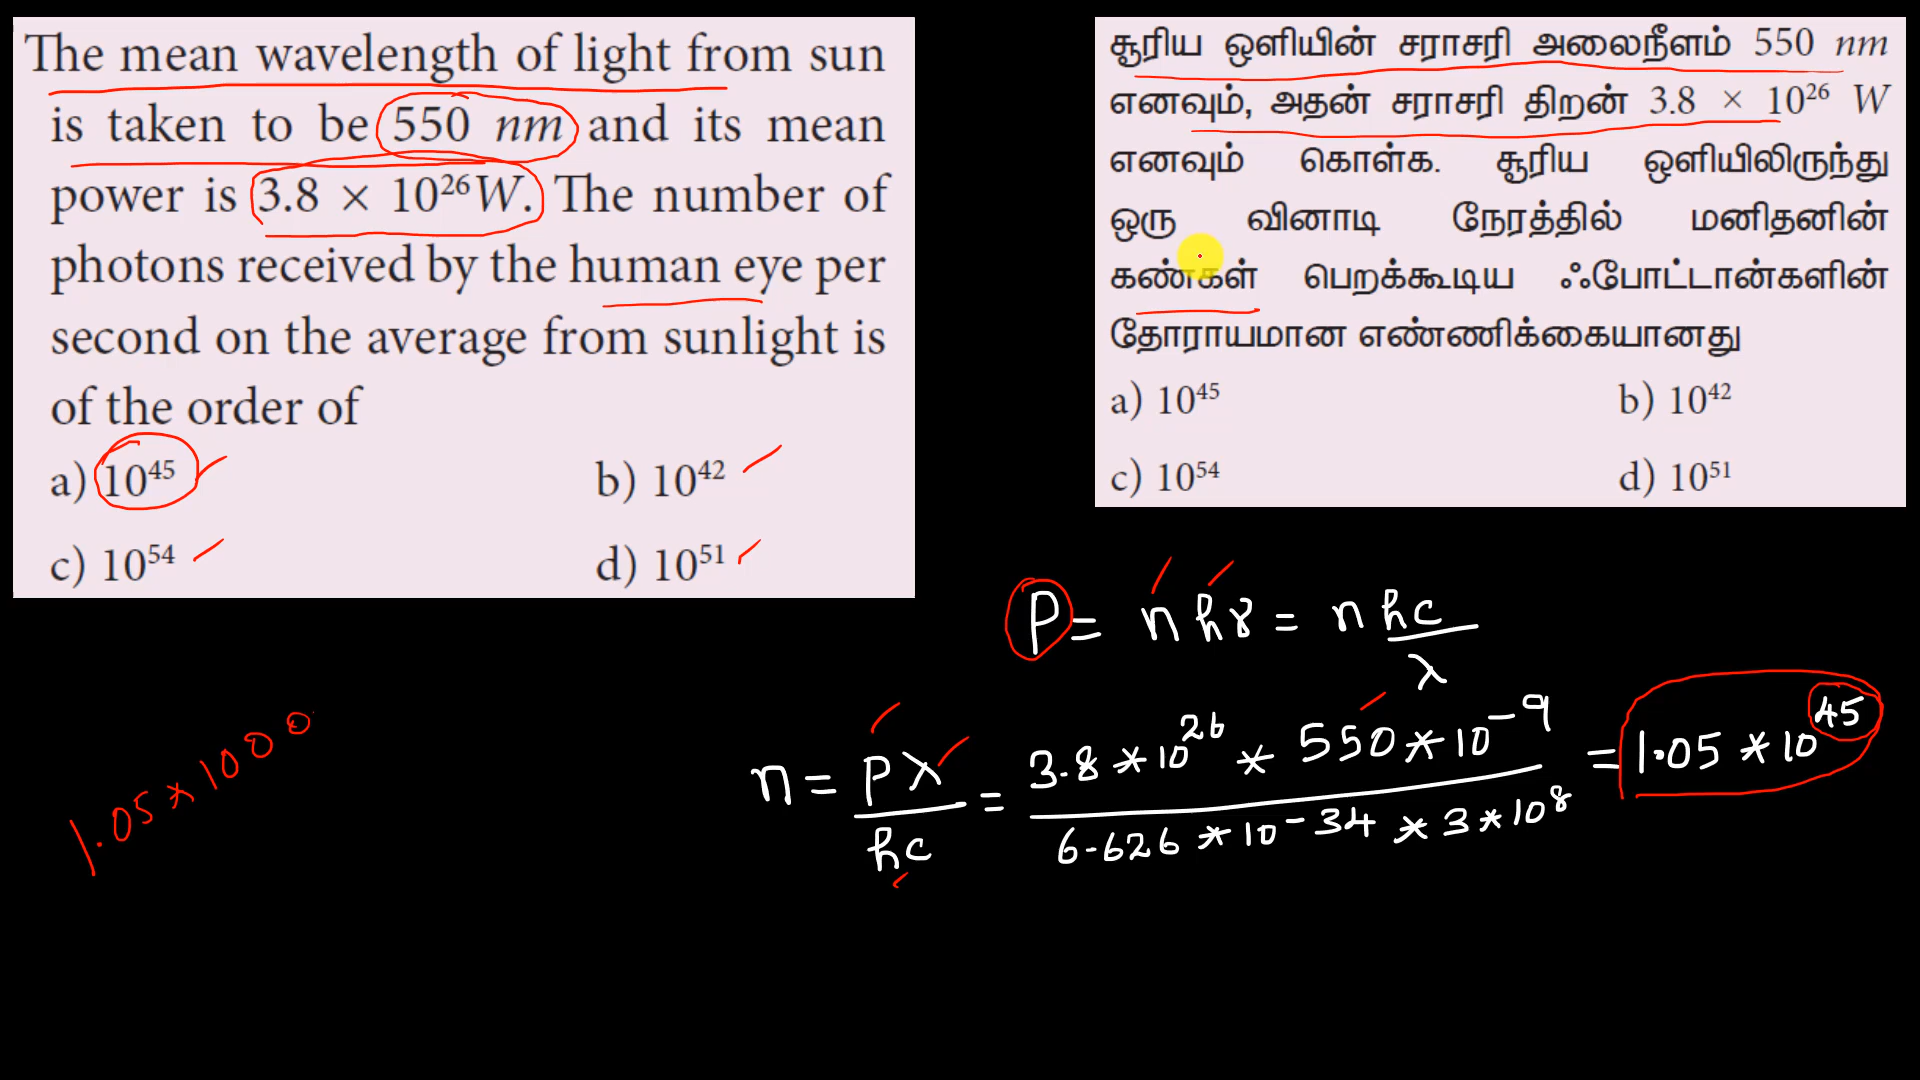 The mean wavelength of light from sun
is taken to be 550 nm and its mean
power is 3.8 × 10²⁶ W. The number of
photons received by the human eye per
second on the average from sunlight is
of the order of
a) 10⁴⁵ b) 10⁴²
c) 10⁵⁴ d) 10⁵¹
சூரிய ஒளியின் சராசரி அலைநீளம் 550 nm
எனவும், அதன் சராசரி திறன் 3.8 × 10²⁶ W
எனவும் கொள்க. சூரிய ஒளியிலிருந்து
ஒரு வினாடி நேரத்தில் மனிதனின்
கண்கள் பெறக்கூடிய ஃபோட்டான்களின்
தோராயமான எண்ணிக்கையானது
a) 10⁴⁵ b) 10⁴²
c) 10⁵⁴ d) 10⁵¹
P = nhγ = n hc/λ
n = Pλ/hc = 3.8 * 10²⁶ * 550 * 10⁻⁹ / 6.626 * 10⁻³⁴ * 3 * 10⁸ = 1.05 * 10⁴⁵
1.05 * 1000